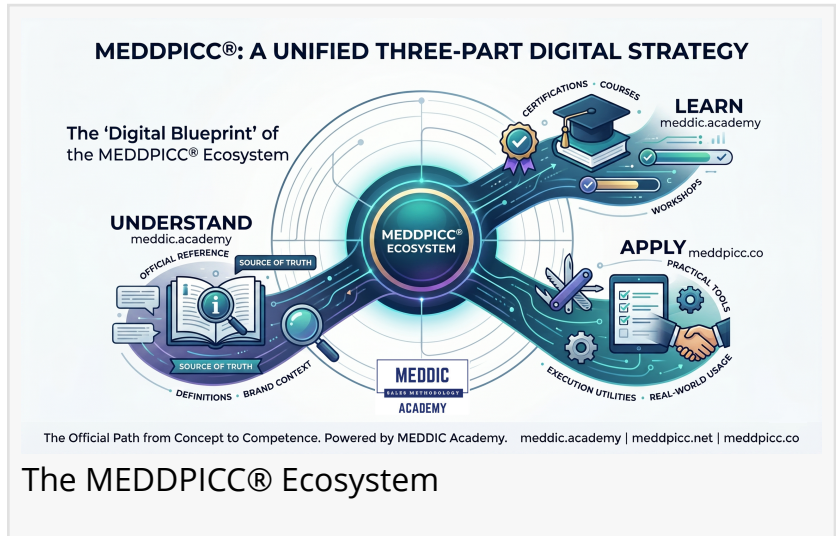 MEDDPICC®: A UNIFIED THREE-PART DIGITAL STRATEGY
The 'Digital Blueprint' of
the MEDDPICC® Ecosystem
CERTIFICATIONS • COURSES
LEARN
meddic.academy
WORKSHOPS
UNDERSTAND
meddic.academy
OFFICIAL REFERENCE
SOURCE OF TRUTH
SOURCE OF TRUTH
DEFINITIONS • BRAND CONTEXT
MEDDPICC®
ECOSYSTEM
APPLY meddpicc.co
PRACTICAL TOOLS
EXECUTION UTILITIES • REAL-WORLD USAGE
MEDDIC
SALES METHODOLOGY
ACADEMY
The Official Path from Concept to Competence. Powered by MEDDIC Academy. meddic.academy | meddpicc.net | meddpicc.co
The MEDDPICC® Ecosystem